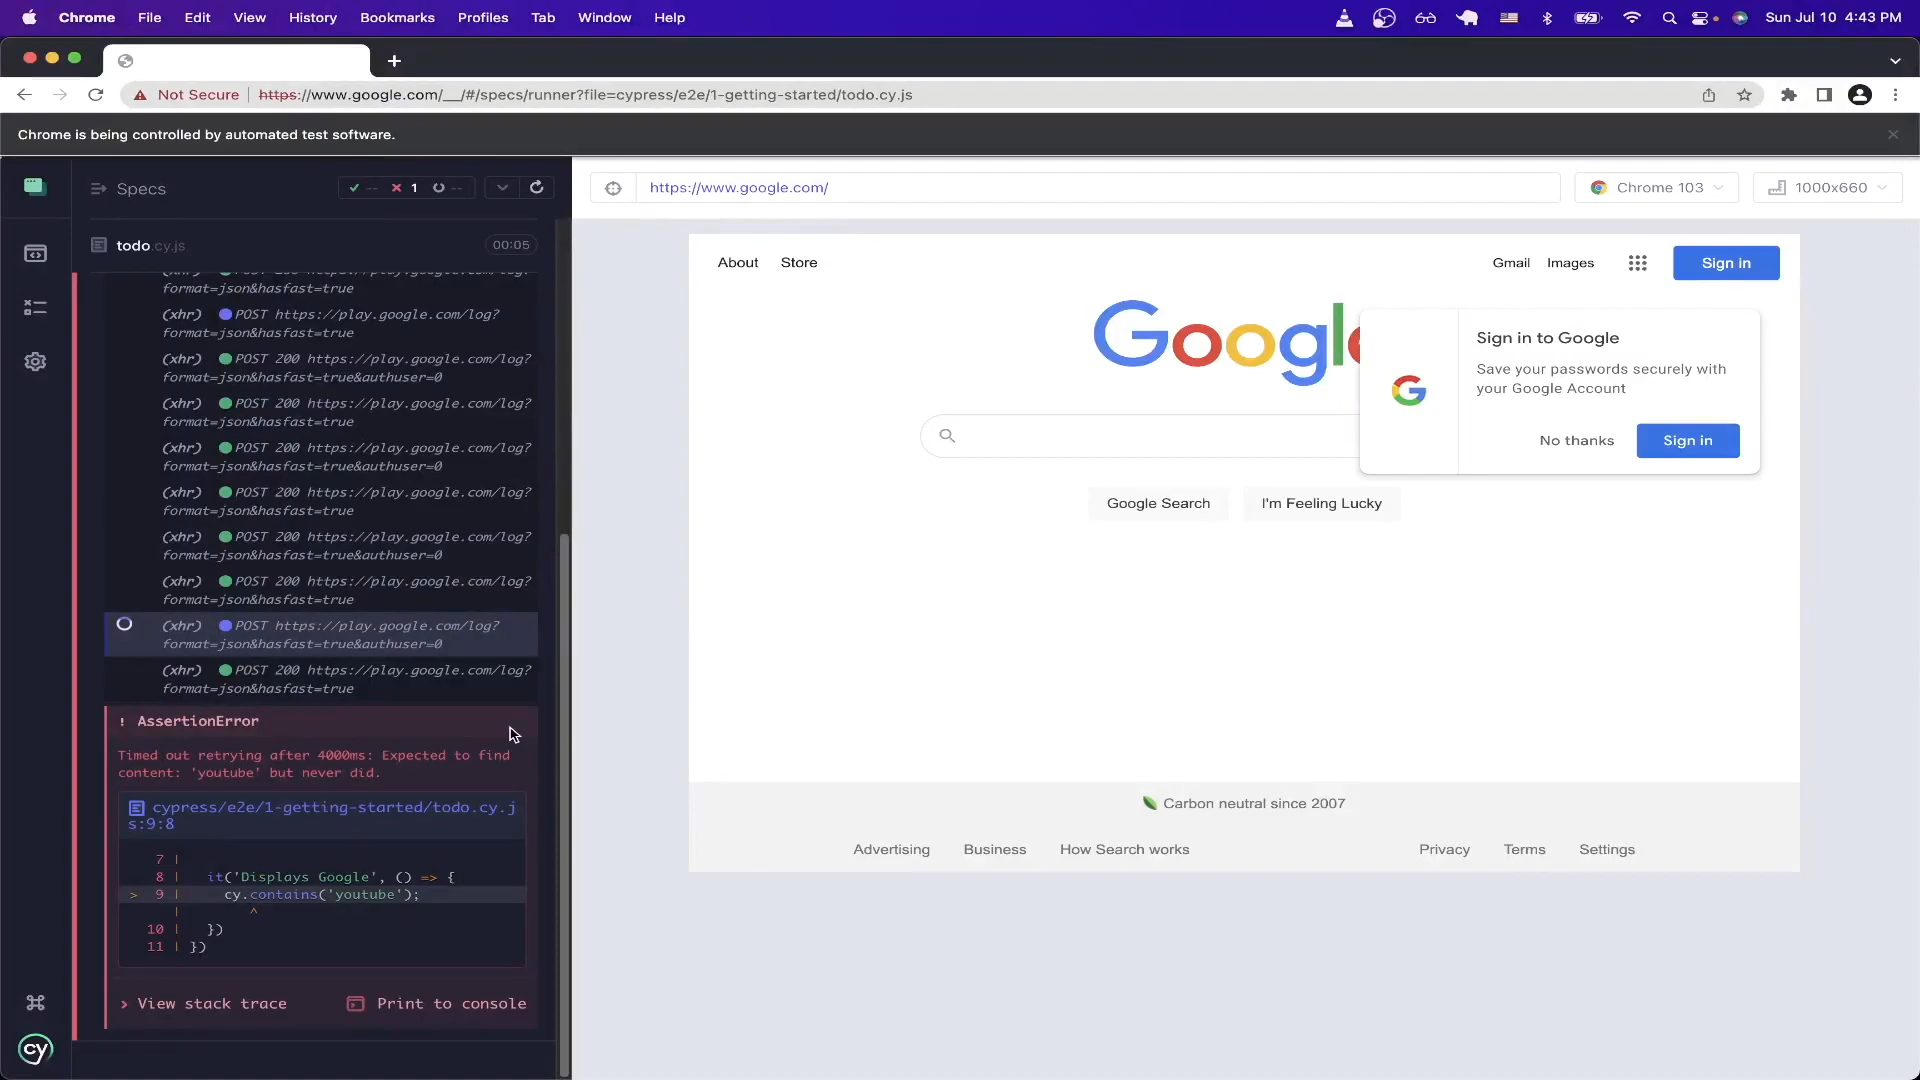 Chrome File Edit View History Bookmarks Profiles Tab Window Help Sun Jul 10 4:43 PM
Not Secure https://www.google.com/__/#/specs/runner?file=cypress/e2e/1-getting-started/todo.cy.js
Chrome is being controlled by automated test software.
Specs -- 1 --
todo.cy.js 00:05
format=json&hasfast=true
(xhr) POST https://play.google.com/log?
format=json&hasfast=true
(xhr) POST 200 https://play.google.com/log?
format=json&hasfast=true&authuser=0
(xhr) POST 200 https://play.google.com/log?
format=json&hasfast=true
(xhr) POST 200 https://play.google.com/log?
format=json&hasfast=true&authuser=0
(xhr) POST 200 https://play.google.com/log?
format=json&hasfast=true
(xhr) POST 200 https://play.google.com/log?
format=json&hasfast=true&authuser=0
(xhr) POST 200 https://play.google.com/log?
format=json&hasfast=true
(xhr) POST https://play.google.com/log?
format=json&hasfast=true&authuser=0
(xhr) POST 200 https://play.google.com/log?
format=json&hasfast=true
! AssertionError
Timed out retrying after 4000ms: Expected to find
content: 'youtube' but never did.
cypress/e2e/1-getting-started/todo.cy.j
s:9:8
7 |
8 | it('Displays Google', () => {
> 9 | cy.contains('youtube');
| ^
10 | })
11 | })
> View stack trace Print to console
cy
https://www.google.com/ Chrome 103 1000x660
About Store Gmail Images Sign in
Google
Sign in to Google
Save your passwords securely with
your Google Account
No thanks Sign in
Google Search I'm Feeling Lucky
Carbon neutral since 2007
Advertising Business How Search works Privacy Terms Settings